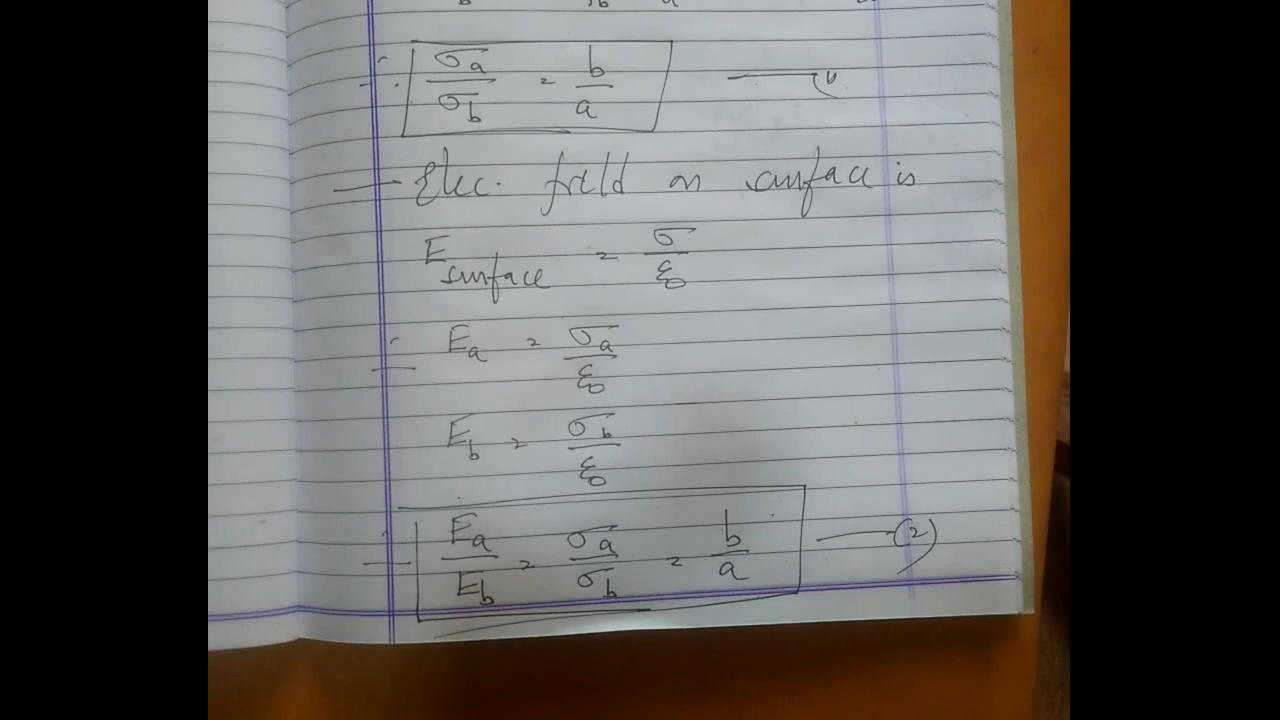 ∴ σa/σb = b/a — (1)
Elec. field on surface is
E surface = σ/ε0
∴ Ea = σa/ε0
Eb = σb/ε0
∴ Ea/Eb = σa/σb = b/a — (2)